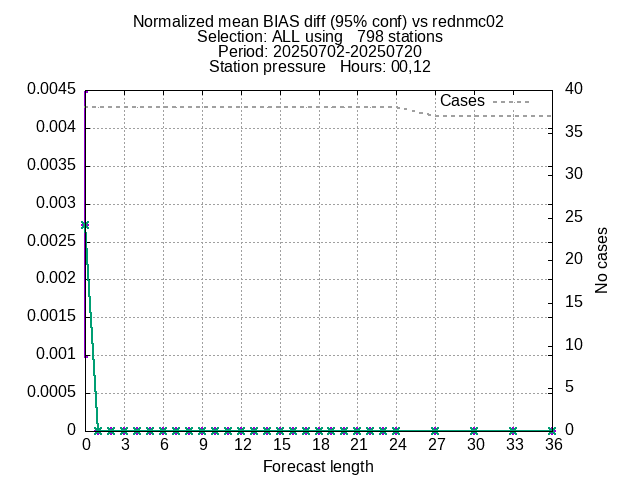 Normalized mean BIAS diff (95% conf) vs rednmc02
Selection: ALL using   798 stations
Period: 20250702-20250720
Station pressure   Hours: 00,12
0.0045
0.004
0.0035
0.003
0.0025
0.002
0.0015
0.001
0.0005
0
Cases
40
35
30
25
20
15
10
5
0
No cases
0 3 6 9 12 15 18 21 24 27 30 33 36
Forecast length